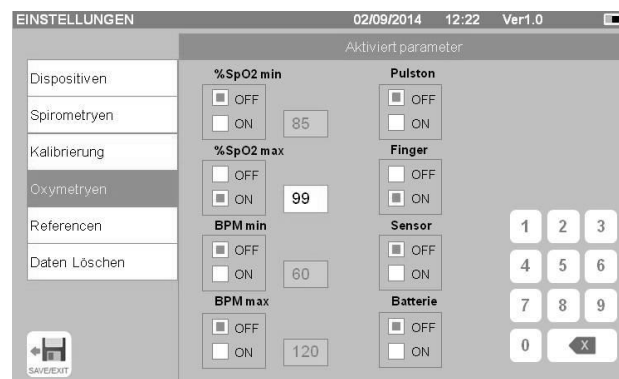 EINSTELLUNGEN 02/09/2014 12:22 Ver1.0
Aktiviert parameter
Dispositiven
Spirometryen
Kalibrierung
Oxymetryen
Referencen
Daten Löschen
SAVE/EXIT
%SpO2 min
OFF
ON 85
%SpO2 max
OFF
ON 99
BPM min
OFF
ON 60
BPM max
OFF
ON 120
Pulston
OFF
ON
Finger
OFF
ON
Sensor
OFF
ON
Batterie
OFF
ON
1 2 3
4 5 6
7 8 9
0 X